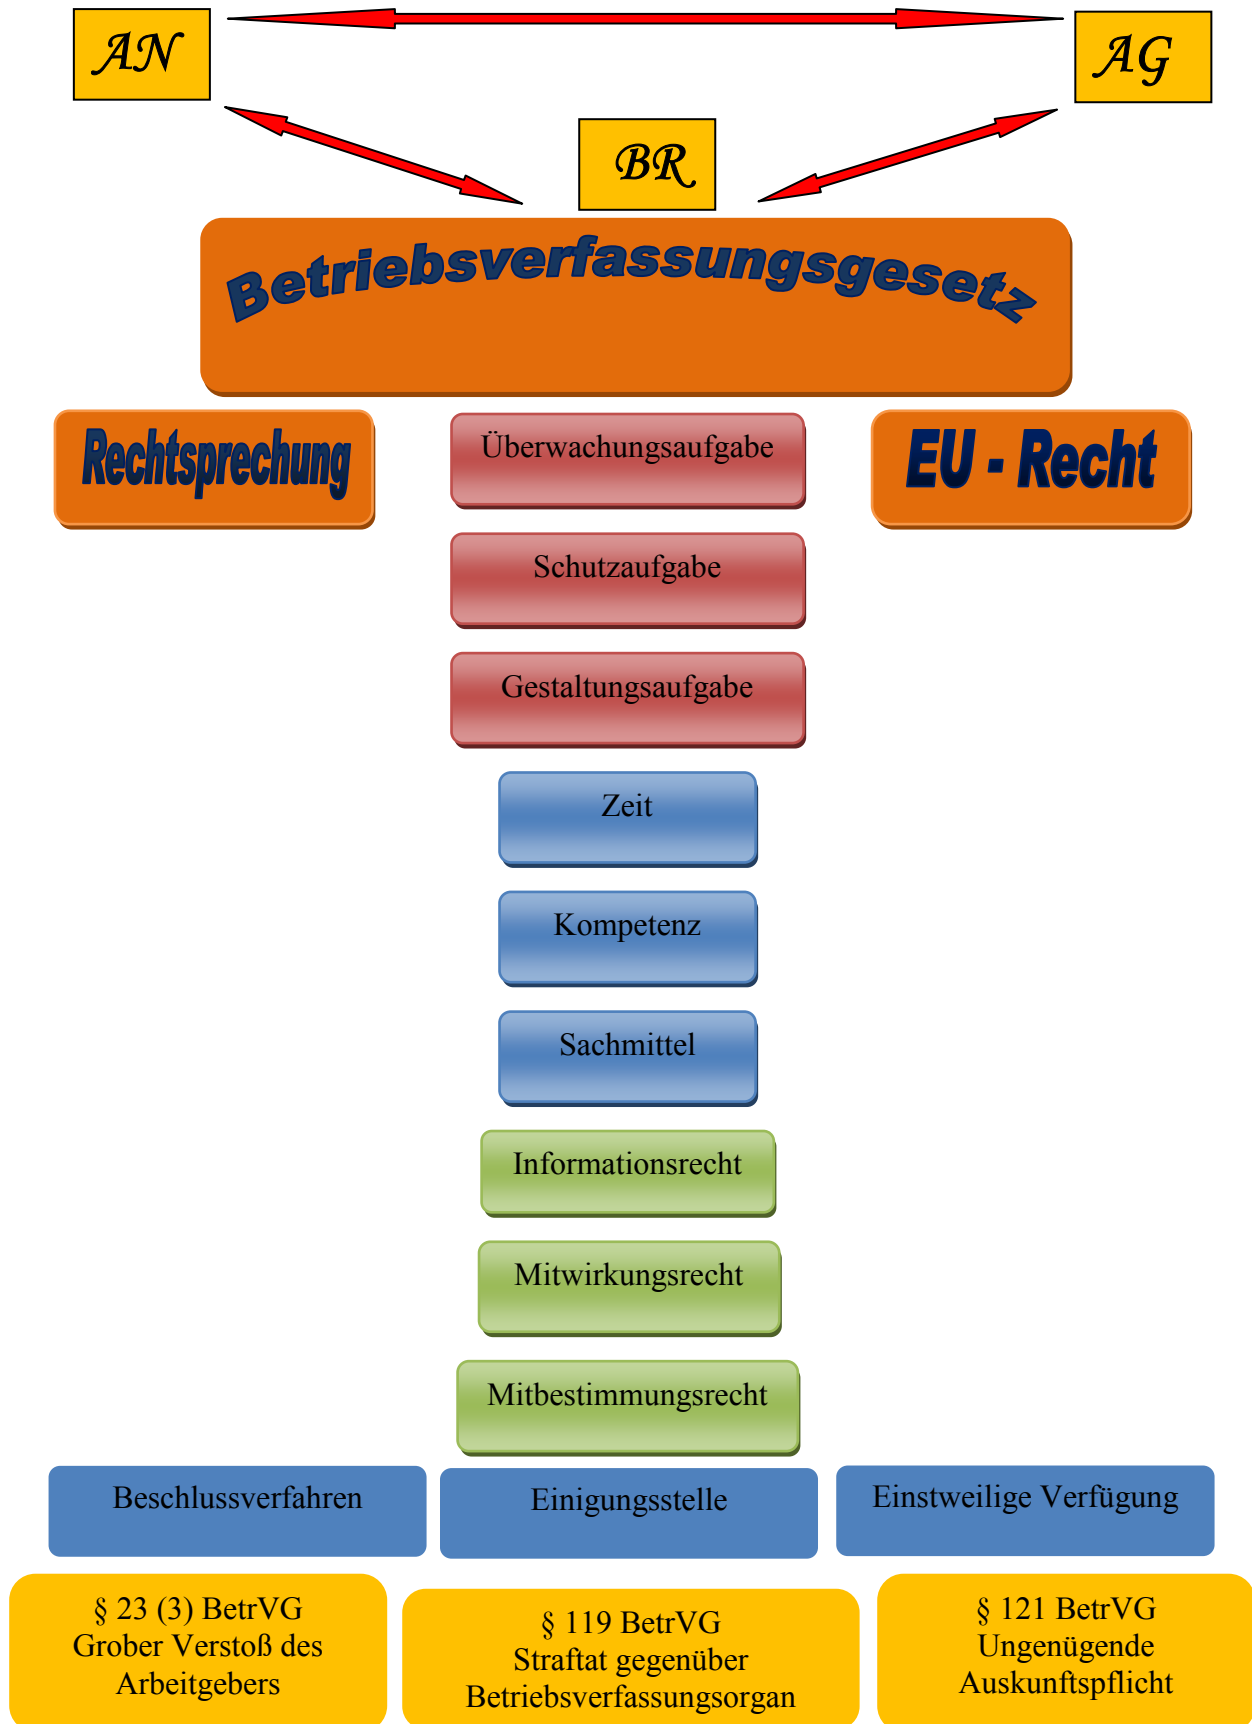 AN
AG
BR
Betriebsverfassungsgesetz
Rechtsprechung
Überwachungsaufgabe
EU - Recht
Schutzaufgabe
Gestaltungsaufgabe
Zeit
Kompetenz
Sachmittel
Informationsrecht
Mitwirkungsrecht
Mitbestimmungsrecht
Beschlussverfahren
Einigungsstelle
Einstweilige Verfügung
§ 23 (3) BetrVG
Grober Verstoß des
Arbeitgebers
§ 119 BetrVG
Straftat gegenüber
Betriebsverfassungsorgan
§ 121 BetrVG
Ungenügende
Auskunftspflicht